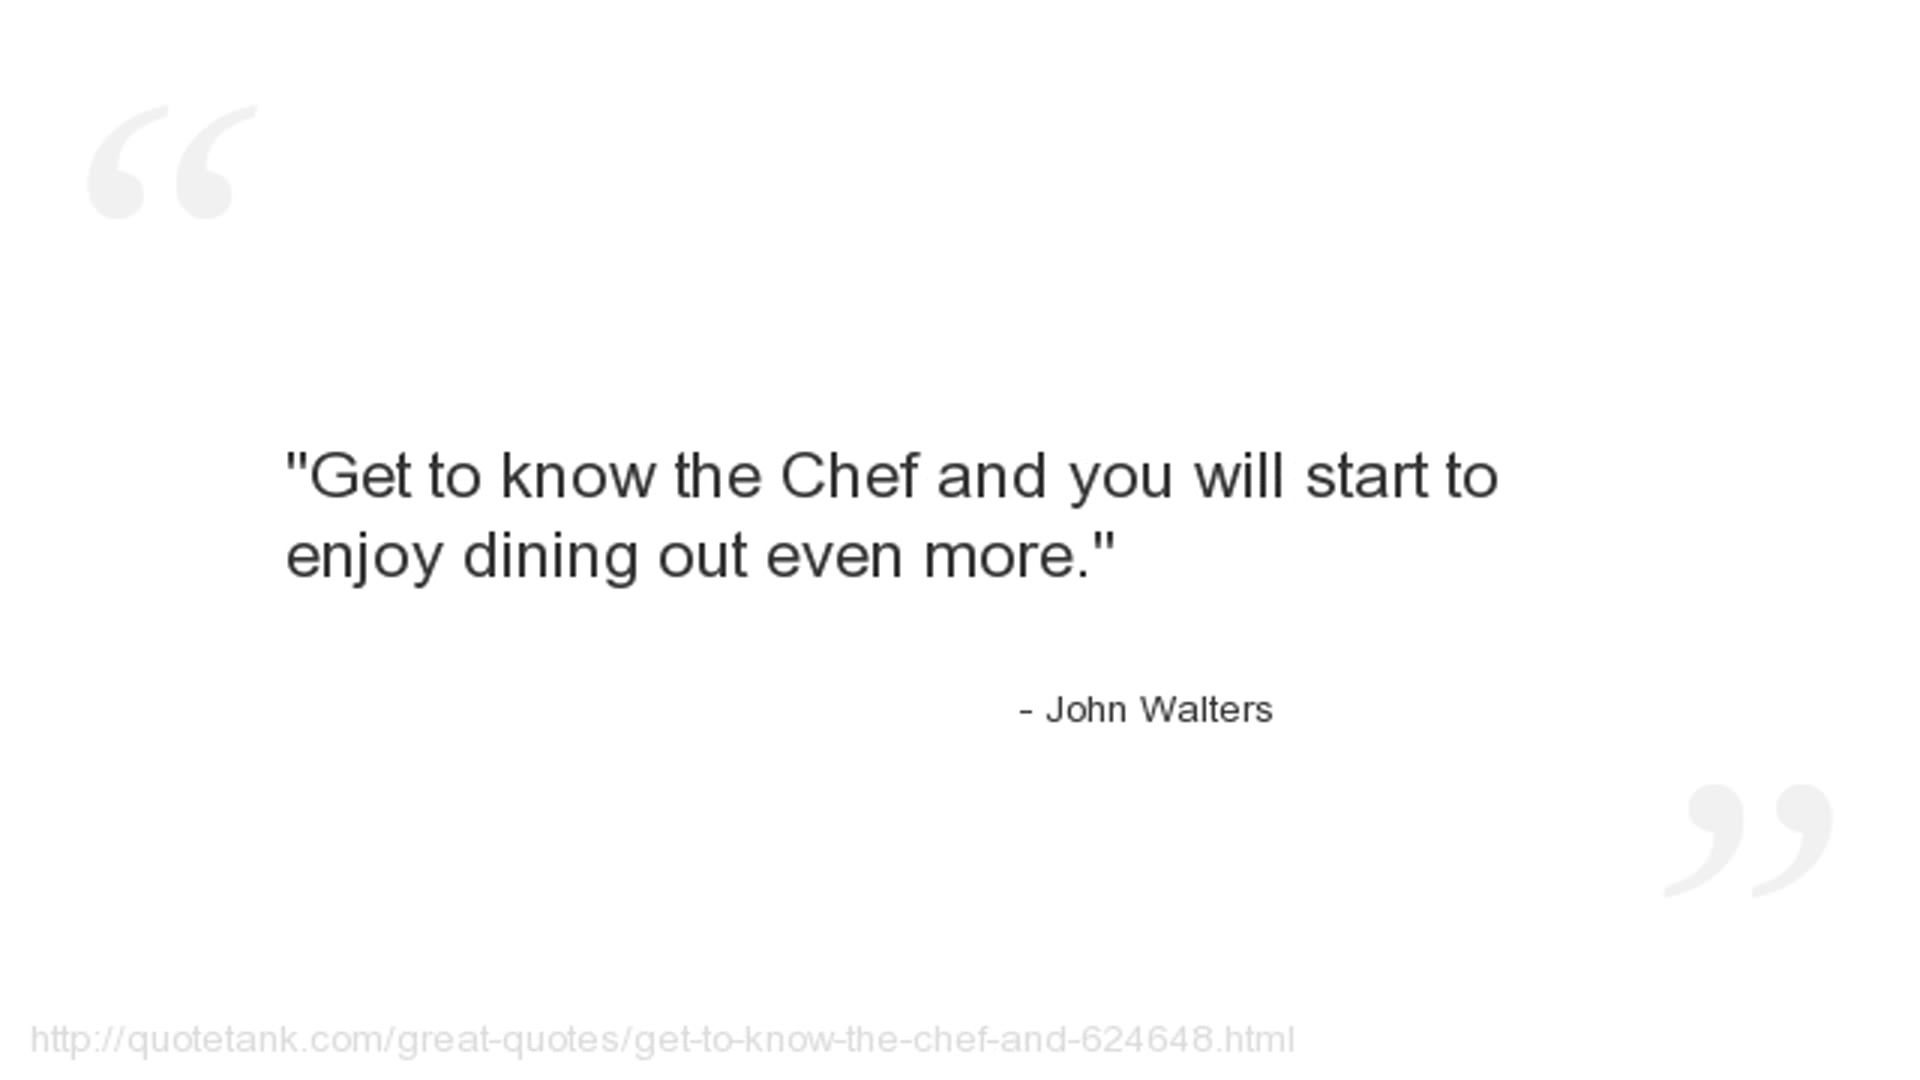 "Get to know the Chef and you will start to
enjoy dining out even more."
- John Walters
http://quotetank.com/great-quotes/get-to-know-the-chef-and-624648.html